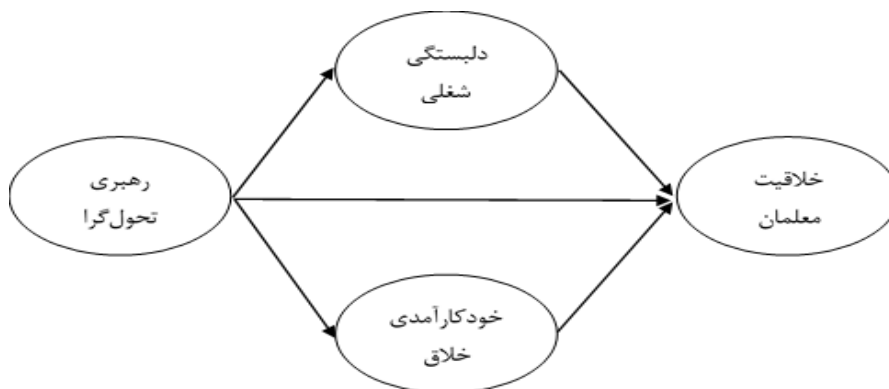 دلبستگی
شغلی
رهبری
تحول‌گرا
خلاقیت
معلمان
خودکارآمدی
خلاق